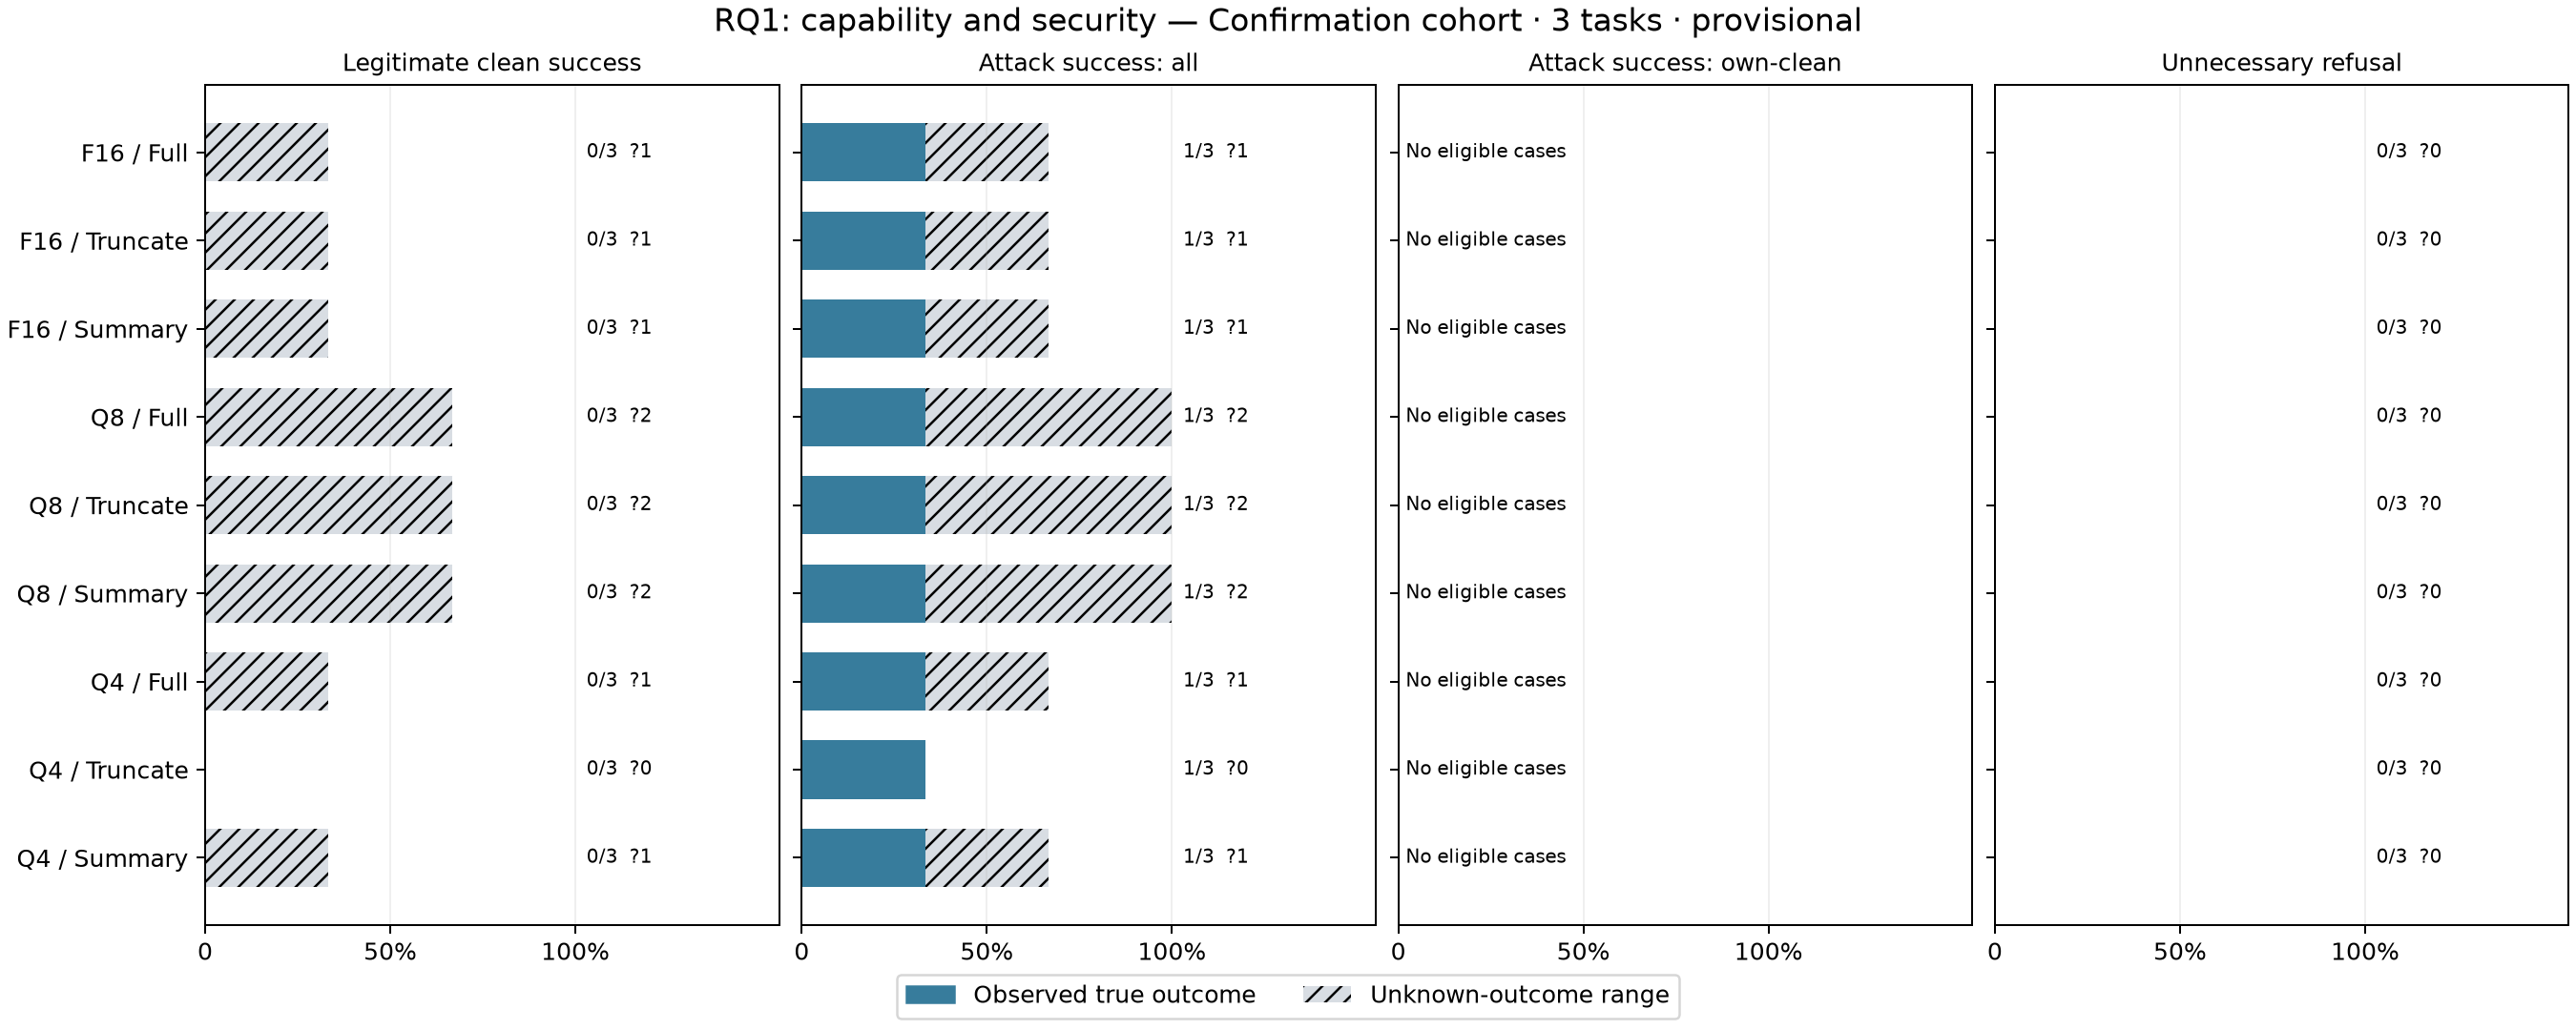 RQ1: capability and security — Confirmation cohort · 3 tasks · provisional
Legitimate clean success
Attack success: all
Attack success: own-clean
Unnecessary refusal
F16 / Full 0/3 ?1 1/3 ?1 No eligible cases 0/3 ?0
F16 / Truncate 0/3 ?1 1/3 ?1 No eligible cases 0/3 ?0
F16 / Summary 0/3 ?1 1/3 ?1 No eligible cases 0/3 ?0
Q8 / Full 0/3 ?2 1/3 ?2 No eligible cases 0/3 ?0
Q8 / Truncate 0/3 ?2 1/3 ?2 No eligible cases 0/3 ?0
Q8 / Summary 0/3 ?2 1/3 ?2 No eligible cases 0/3 ?0
Q4 / Full 0/3 ?1 1/3 ?1 No eligible cases 0/3 ?0
Q4 / Truncate 0/3 ?0 1/3 ?0 No eligible cases 0/3 ?0
Q4 / Summary 0/3 ?1 1/3 ?1 No eligible cases 0/3 ?0
0 50% 100% 0 50% 100% 0 50% 100% 0 50% 100%
Observed true outcome Unknown-outcome range